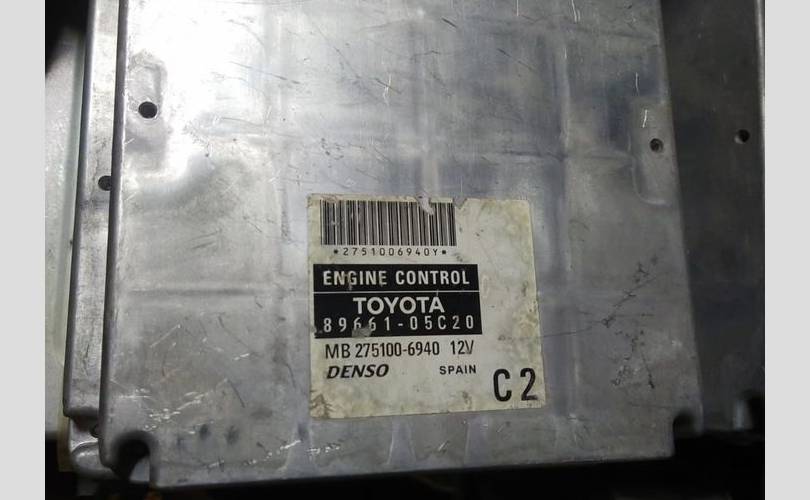 *2751006940Y*
ENGINE CONTROL
TOYOTA
89661-05C20
MB 275100-6940 12V
DENSO SPAIN C2